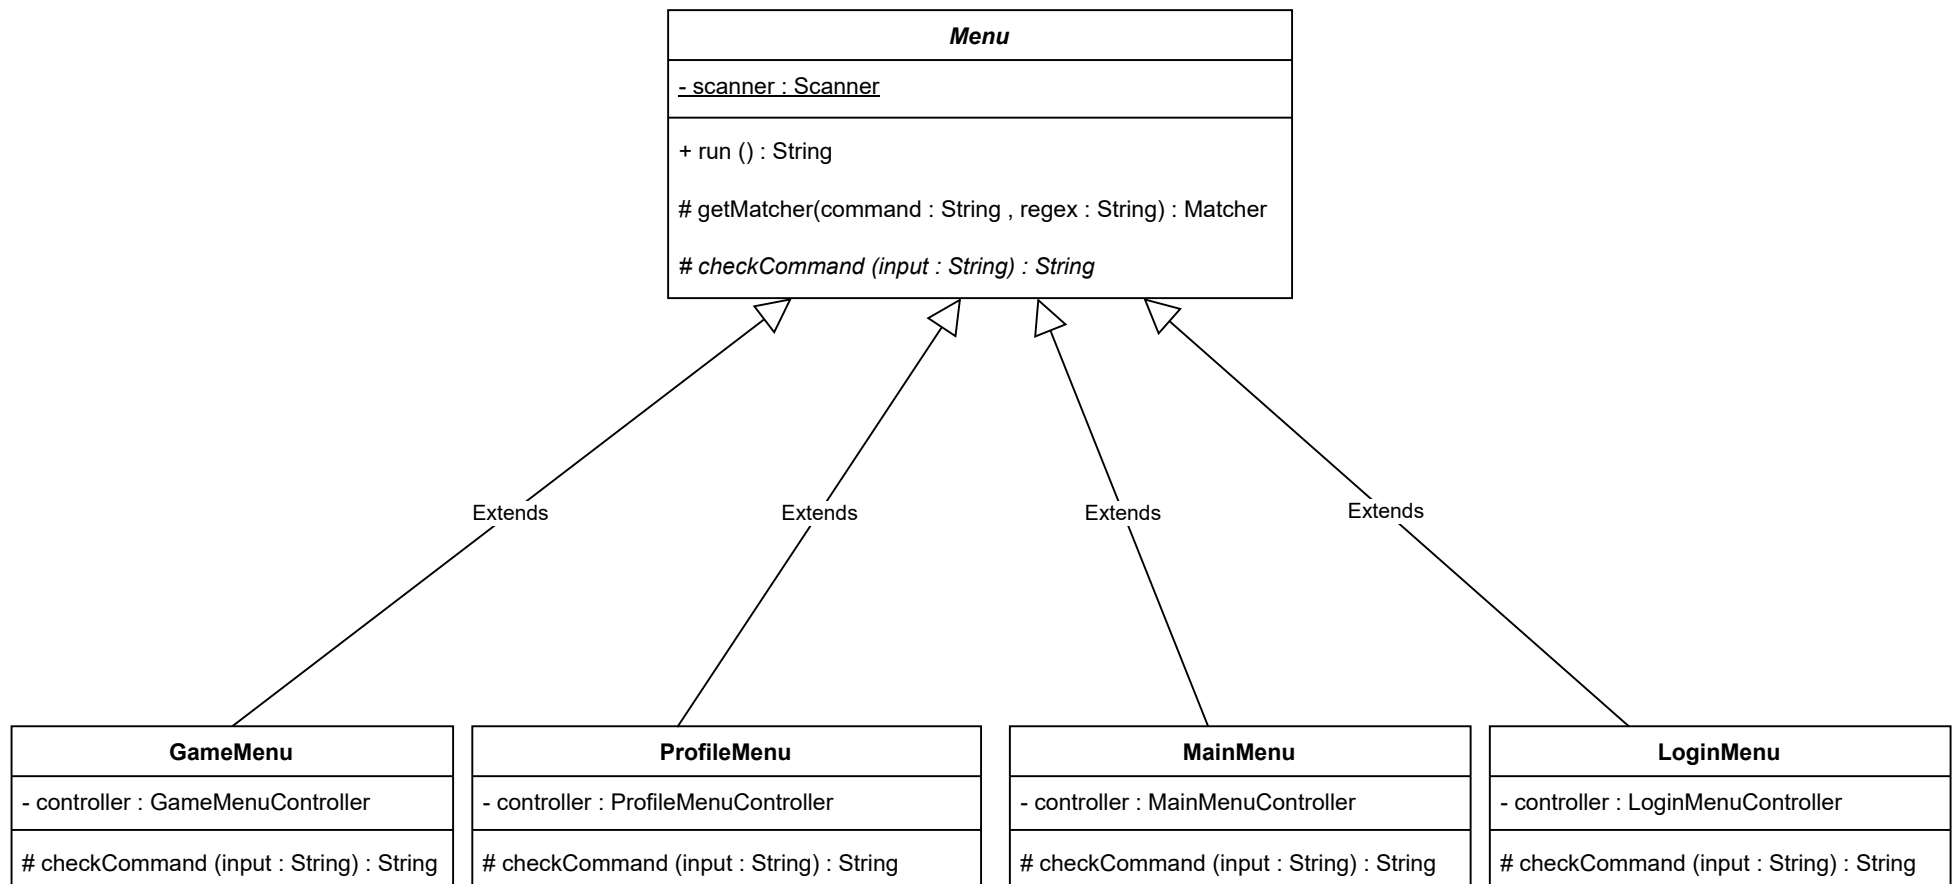 Menu
- scanner : Scanner
+ run () : String
# getMatcher(command : String , regex : String) : Matcher
# checkCommand (input : String) : String
Extends
Extends
Extends
Extends
GameMenu
- controller : GameMenuController
# checkCommand (input : String) : String
ProfileMenu
- controller : ProfileMenuController
# checkCommand (input : String) : String
MainMenu
- controller : MainMenuController
# checkCommand (input : String) : String
LoginMenu
- controller : LoginMenuController
# checkCommand (input : String) : String